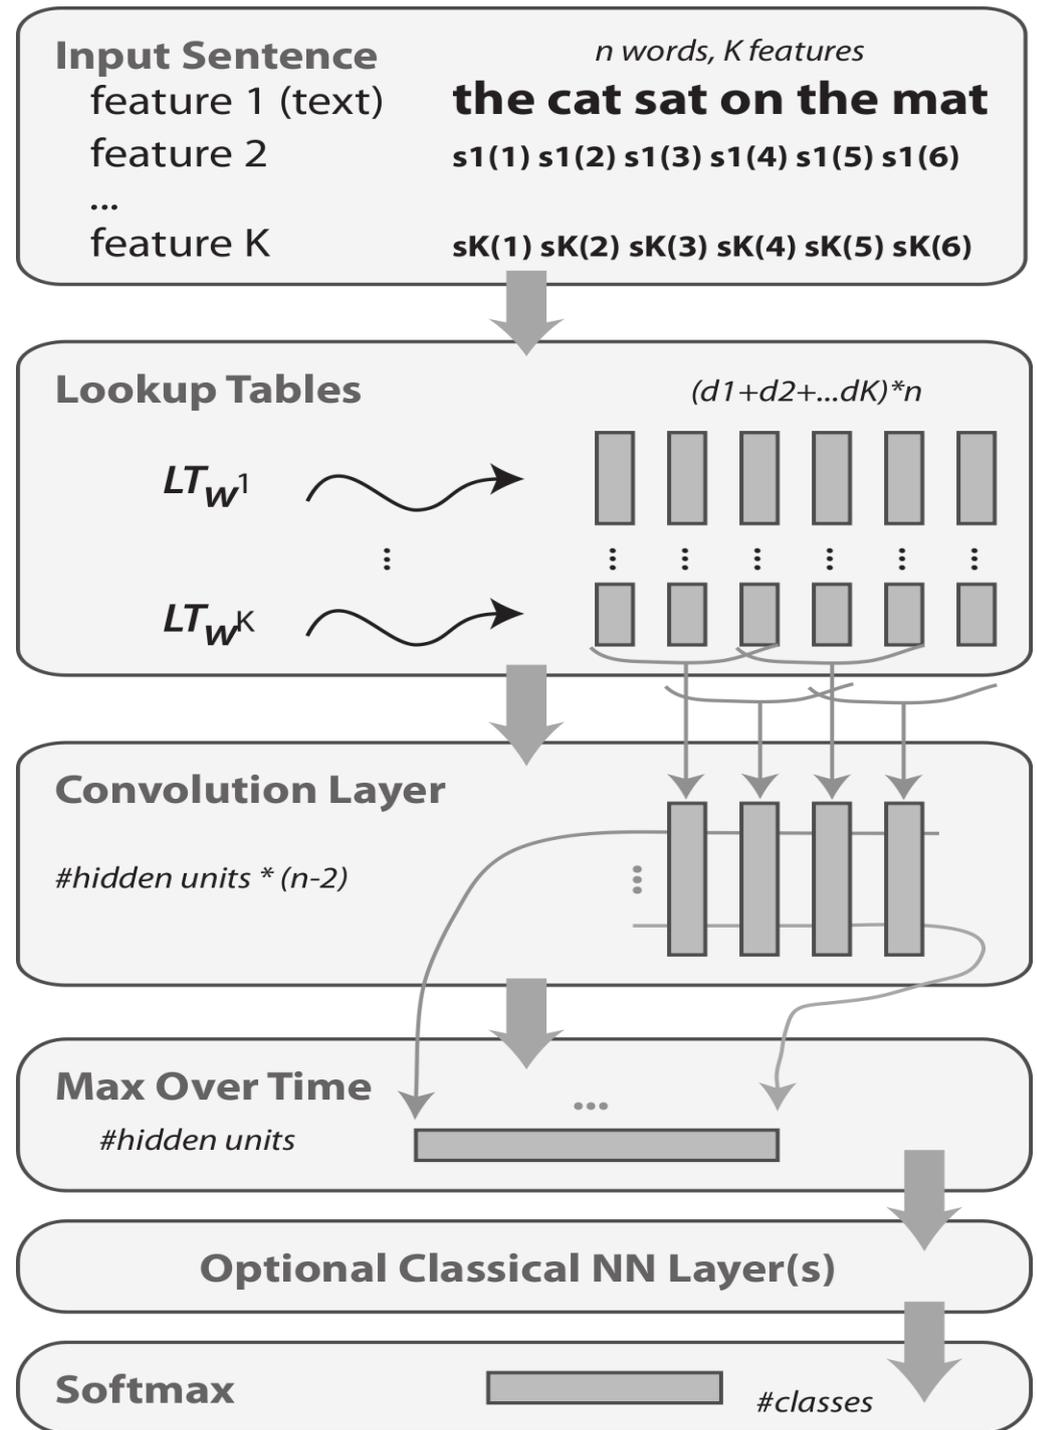 Input Sentence
n words, K features
feature 1 (text) the cat sat on the mat
feature 2 s1(1) s1(2) s1(3) s1(4) s1(5) s1(6)
...
feature K sK(1) sK(2) sK(3) sK(4) sK(5) sK(6)
Lookup Tables
(d1+d2+...dK)*n
LTw1
...
LTwK
Convolution Layer
#hidden units * (n-2)
Max Over Time
...
#hidden units
Optional Classical NN Layer(s)
Softmax
#classes